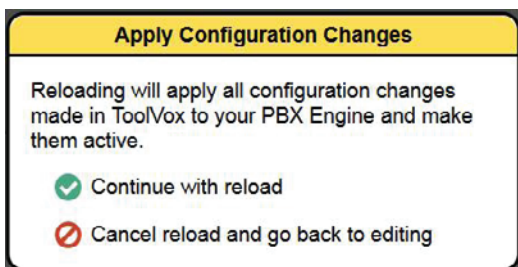 Apply Configuration Changes
Reloading will apply all configuration changes
made in ToolVox to your PBX Engine and make
them active.
Continue with reload
Cancel reload and go back to editing